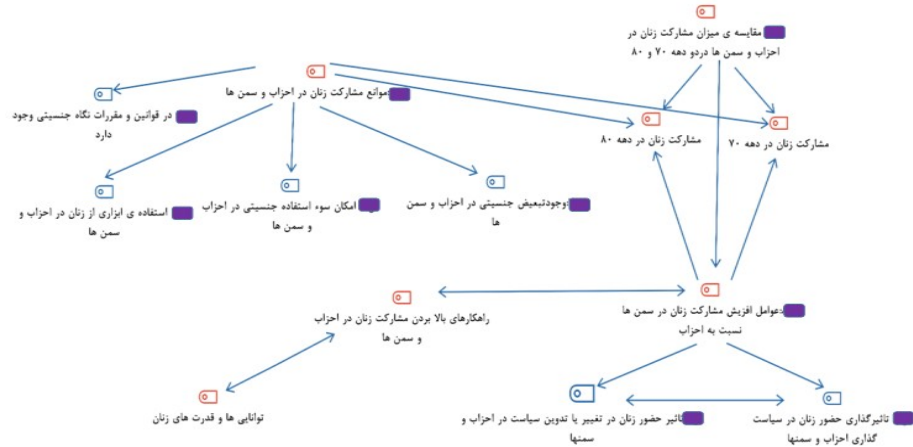 مقایسه ی میزان مشارکت زنان در
احزاب و سمن ها دردو دهه ۷۰ و ۸۰
موانع مشارکت زنان در احزاب و سمن ها
در قوانین و مقررات نگاه جنسیتی وجود
دارد
مشارکت زنان در دهه ۸۰
مشارکت زنان در دهه ۷۰
وجودتبعیض جنسیتی در احزاب و سمن
ها
امکان سوء استفاده جنسیتی در احزاب
و سمن ها
استفاده ی ابزاری از زنان در احزاب و
سمن ها
عوامل افزیش مشارکت زنان در سمن ها
نسبت به احزاب
راهکارهای بالا بردن مشارکت زنان در احزاب
و سمن ها
توانایی ها و قدرت های زنان
تاثیر حضور زنان در تغییر یا تدوین سیاست در احزاب و
سمنها
تاثیرگذاری حضور زنان در سیاست
گذاری احزاب و سمنها